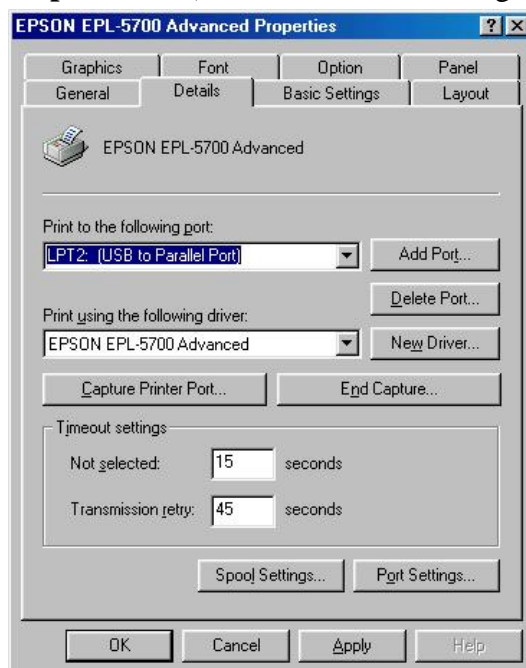 EPSON EPL-5700 Advanced Properties ? ×
Graphics Font Option Panel
General Details Basic Settings Layout
EPSON EPL-5700 Advanced
Print to the following port:
LPT2: (USB to Parallel Port) Add Port...
Delete Port...
Print using the following driver:
EPSON EPL-5700 Advanced New Driver...
Capture Printer Port... End Capture...
Timeout settings
Not selected: 15 seconds
Transmission retry: 45 seconds
Spool Settings... Port Settings...
OK Cancel Apply Help